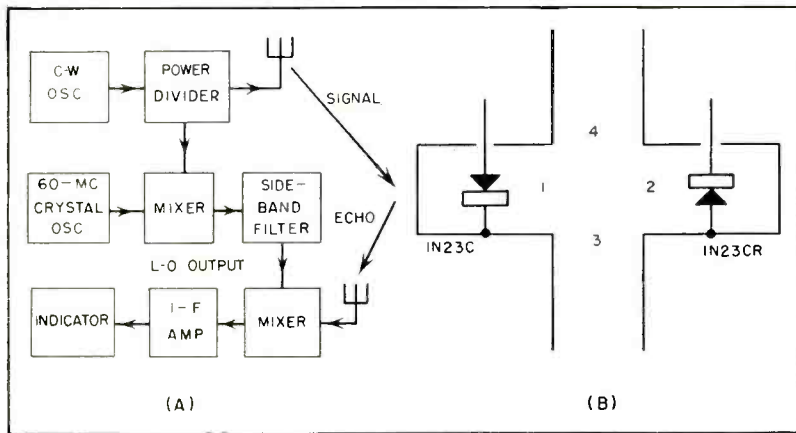 C-W
OSC
POWER
DIVIDER
SIGNAL
60-MC
CRYSTAL
OSC
MIXER
SIDE-
BAND
FILTER
ECHO
L-O OUTPUT
INDICATOR
I-F
AMP
MIXER
(A)
4
1
2
3
IN23C
IN23CR
(B)